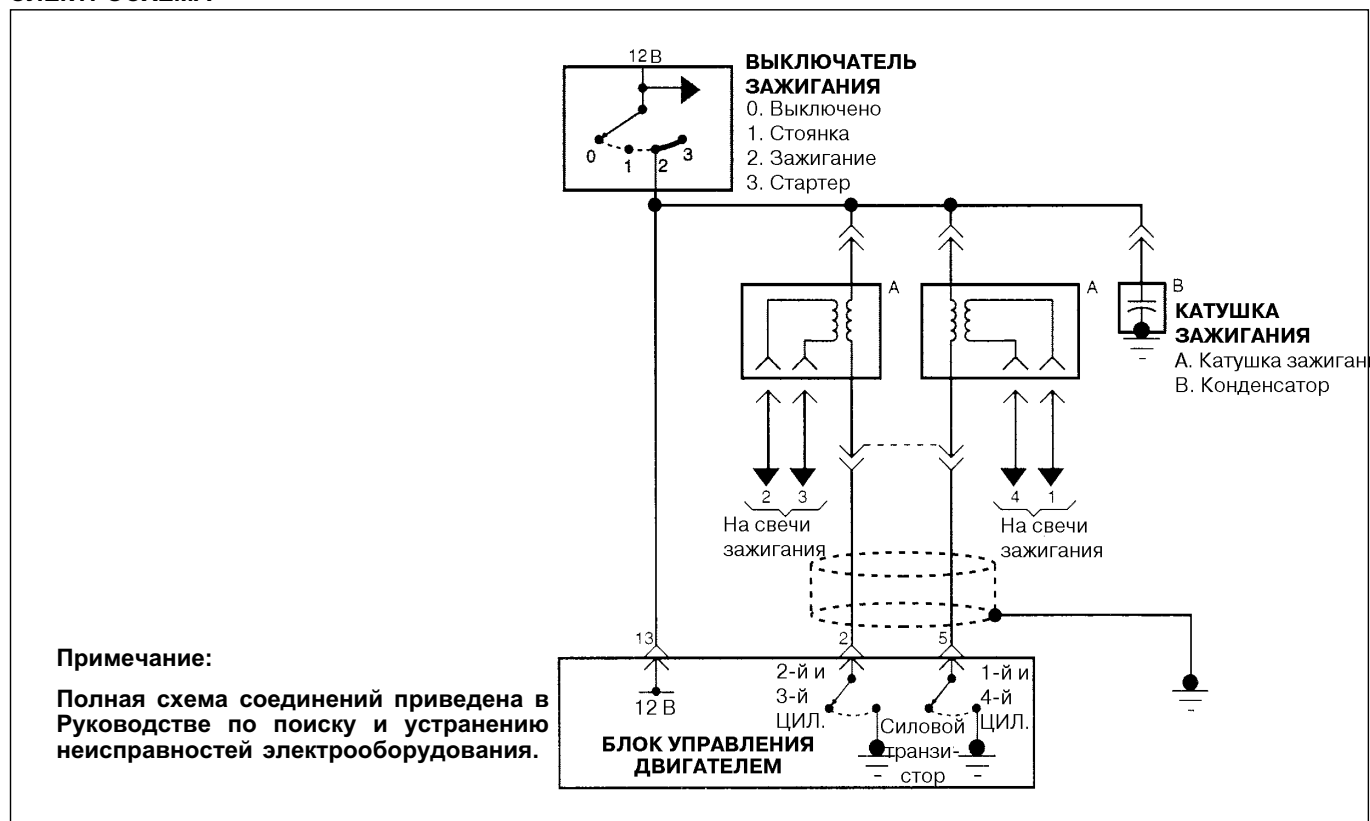 12 В
ВЫКЛЮЧАТЕЛЬ
ЗАЖИГАНИЯ
0. Выключено
1. Стоянка
2. Зажигание
3. Стартер
0
1
2
3
A
A
B
КАТУШКА
ЗАЖИГАНИЯ
А. Катушка зажиган
В. Конденсатор
2 3
На свечи
зажигания
4 1
На свечи
зажигания
13
2
5
Примечание:
Полная схема соединений приведена в
Руководстве по поиску и устранению
неисправностей электрооборудования.
12 В
2-й и
3-й
ЦИЛ.
1-й и
4-й
ЦИЛ.
Силовой
транзи-
стор
БЛОК УПРАВЛЕНИЯ
ДВИГАТЕЛЕМ